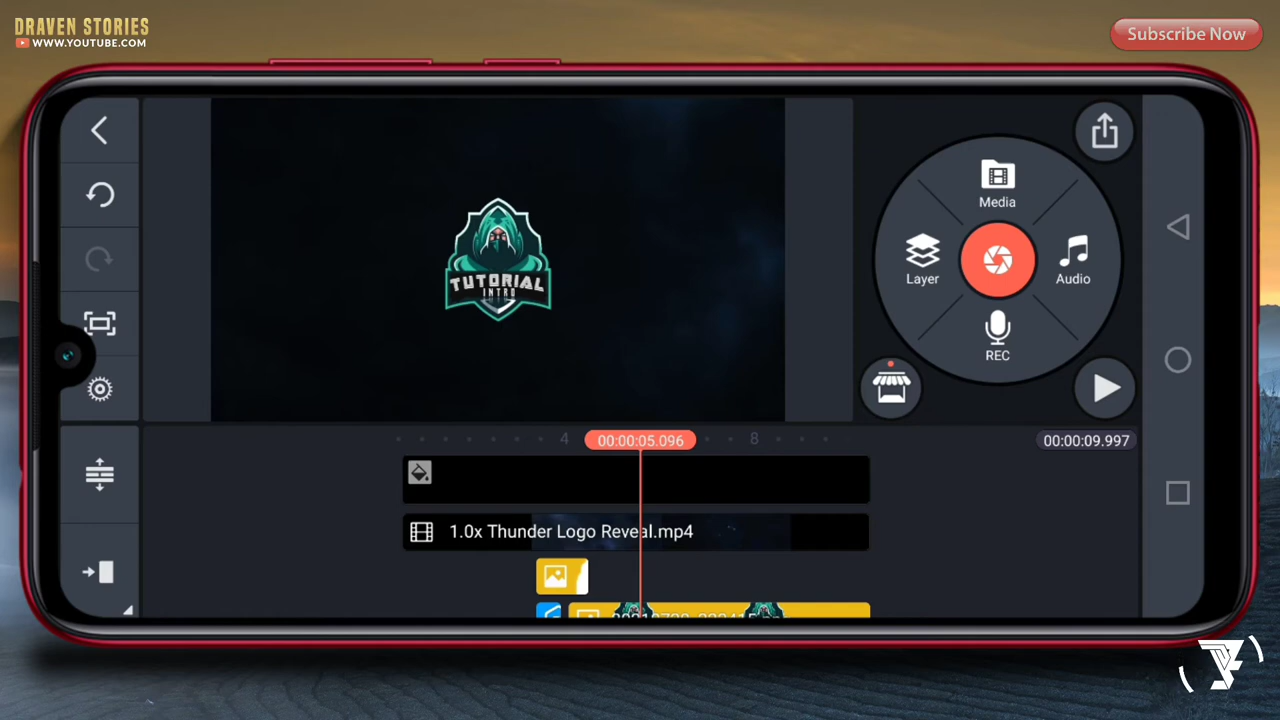 DRAVEN STORIES
WWW.YOUTUBE.COM
Subscribe Now
Media
Layer
Audio
REC
TUTORIAL
INTRO
4
00:00:05.096
8
00:00:09.997
1.0x Thunder Logo Reveal.mp4